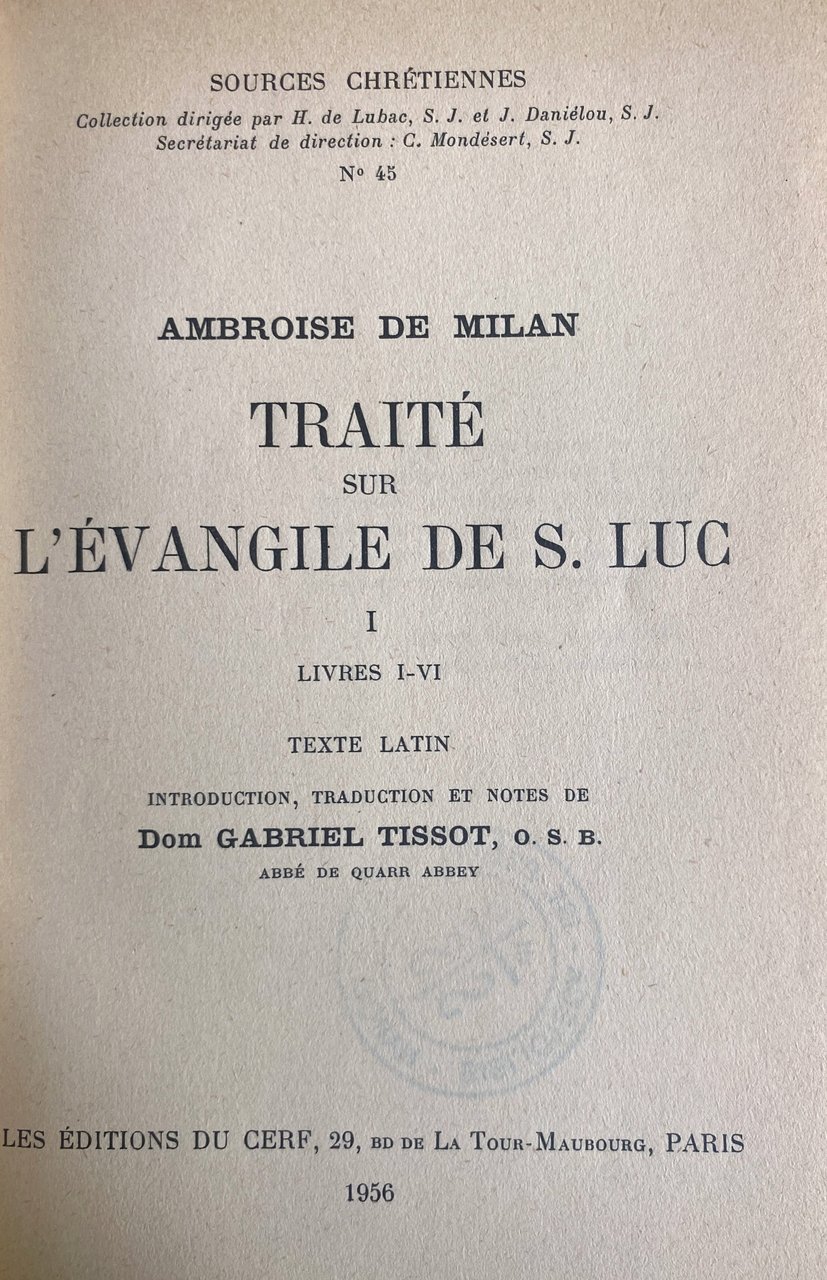 SOURCES CHRÉTIENNES
Collection dirigée par H. de Lubac, S. J. et J. Daniélou, S. J.
Secrétariat de direction : C. Mondésert, S. J.
Nº 45
AMBROISE DE MILAN
TRAITÉ
SUR
L'ÉVANGILE DE S. LUC
I
LIVRES I-VI
TEXTE LATIN
INTRODUCTION, TRADUCTION ET NOTES DE
Dom GABRIEL TISSOT, O. S. B.
ABBÉ DE QUARR ABBEY
LES ÉDITIONS DU CERF, 29, BD DE LA TOUR-MAUBOURG, PARIS
1956